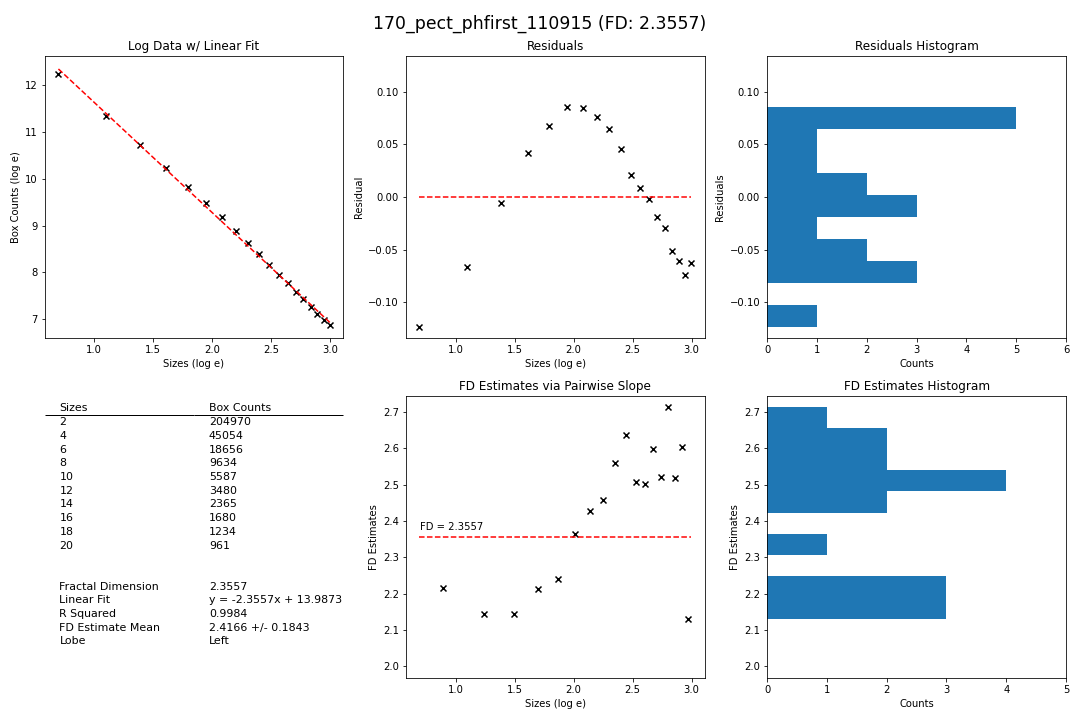 170_pect_phfirst_110915 (FD: 2.3557)
Log Data w/ Linear Fit
Box Counts (log e)
12
11
10
9
8
7
1.0 1.5 2.0 2.5 3.0
Sizes (log e)
Residuals
Residual
0.10
0.05
0.00
−0.05
−0.10
1.0 1.5 2.0 2.5 3.0
Sizes (log e)
Residuals Histogram
Residuals
0.10
0.05
0.00
−0.05
−0.10
0 1 2 3 4 5 6
Counts
Sizes Box Counts
2 204970
4 45054
6 18656
8 9634
10 5587
12 3480
14 2365
16 1680
18 1234
20 961
Fractal Dimension 2.3557
Linear Fit y = -2.3557x + 13.9873
R Squared 0.9984
FD Estimate Mean 2.4166 +/- 0.1843
Lobe Left
FD Estimates via Pairwise Slope
FD Estimates
2.7
2.6
2.5
2.4
2.3
2.2
2.1
2.0
FD = 2.3557
1.0 1.5 2.0 2.5 3.0
Sizes (log e)
FD Estimates Histogram
FD Estimates
2.7
2.6
2.5
2.4
2.3
2.2
2.1
2.0
0 1 2 3 4 5
Counts